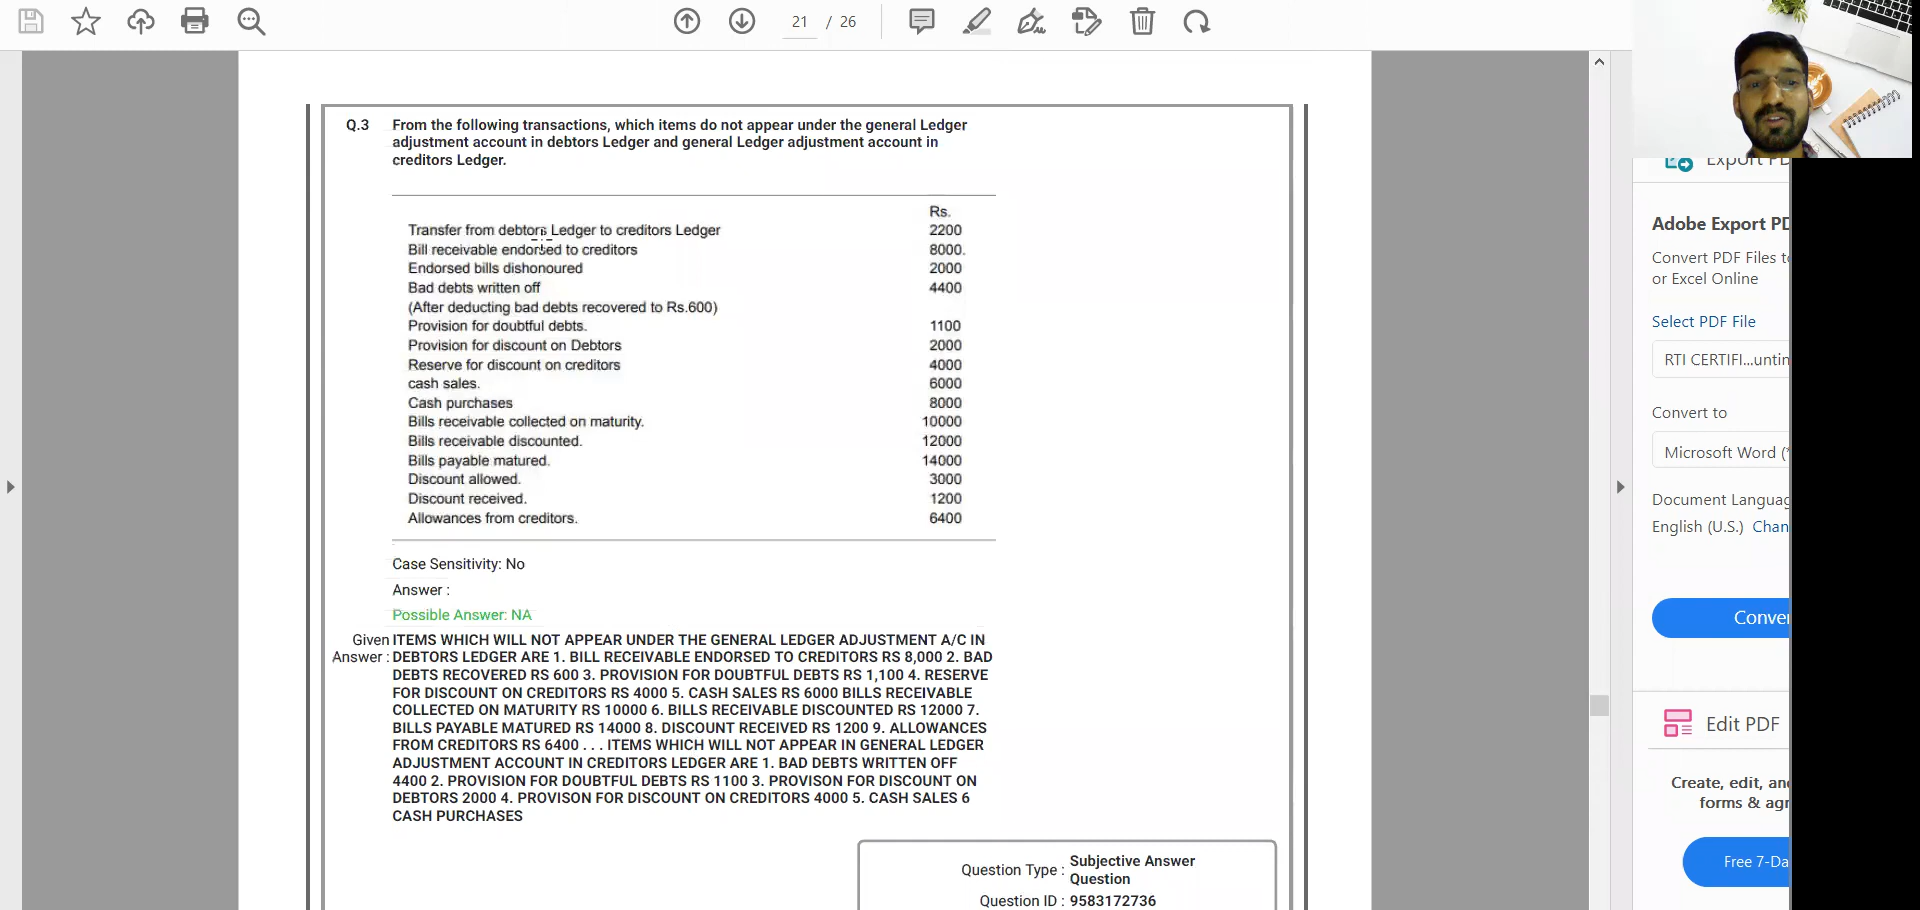 21 / 26
Q.3 From the following transactions, which items do not appear under the general Ledger
adjustment account in debtors Ledger and general Ledger adjustment account in
creditors Ledger.
Rs.
Transfer from debtors Ledger to creditors Ledger 2200
Bill receivable endorsed to creditors 8000.
Endorsed bills dishonoured 2000
Bad debts written off 4400
(After deducting bad debts recovered to Rs.600)
Provision for doubtful debts. 1100
Provision for discount on Debtors 2000
Reserve for discount on creditors 4000
cash sales. 6000
Cash purchases 8000
Bills receivable collected on maturity. 10000
Bills receivable discounted. 12000
Bills payable matured. 14000
Discount allowed. 3000
Discount received. 1200
Allowances from creditors. 6400
Case Sensitivity: No
Answer :
Possible Answer: NA
Given ITEMS WHICH WILL NOT APPEAR UNDER THE GENERAL LEDGER ADJUSTMENT A/C IN
Answer : DEBTORS LEDGER ARE 1. BILL RECEIVABLE ENDORSED TO CREDITORS RS 8,000 2. BAD
DEBTS RECOVERED RS 600 3. PROVISION FOR DOUBTFUL DEBTS RS 1,100 4. RESERVE
FOR DISCOUNT ON CREDITORS RS 4000 5. CASH SALES RS 6000 BILLS RECEIVABLE
COLLECTED ON MATURITY RS 10000 6. BILLS RECEIVABLE DISCOUNTED RS 12000 7.
BILLS PAYABLE MATURED RS 14000 8. DISCOUNT RECEIVED RS 1200 9. ALLOWANCES
FROM CREDITORS RS 6400 . . . ITEMS WHICH WILL NOT APPEAR IN GENERAL LEDGER
ADJUSTMENT ACCOUNT IN CREDITORS LEDGER ARE 1. BAD DEBTS WRITTEN OFF
4400 2. PROVISION FOR DOUBTFUL DEBTS RS 1100 3. PROVISON FOR DISCOUNT ON
DEBTORS 2000 4. PROVISON FOR DISCOUNT ON CREDITORS 4000 5. CASH SALES 6
CASH PURCHASES
Question Type : Subjective Answer
Question
Question ID : 9583172736
Export PD
Adobe Export PD
Convert PDF Files to
or Excel Online
Select PDF File
RTI CERTIFI...untin
Convert to
Microsoft Word (*
Document Languag
English (U.S.) Chan
Conver
Edit PDF
Create, edit, and
forms & agr
Free 7-Da